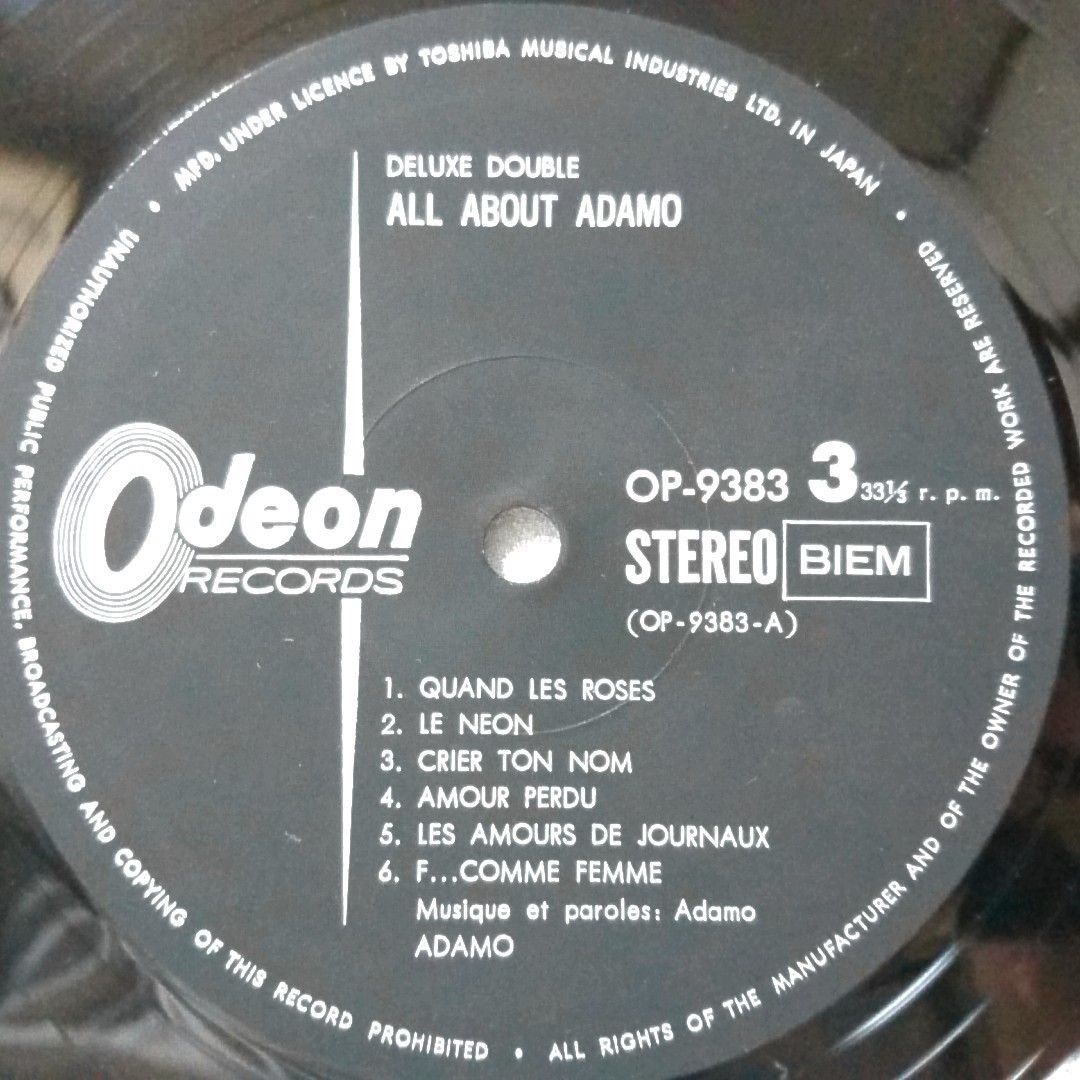 MFD. UNDER LICENCE BY TOSHIBA MUSICAL INDUSTRIES LTD. IN JAPAN •
DELUXE DOUBLE
ALL ABOUT ADAMO
Odeon
RECORDS
OP-9383 3 33⅓ r. p. m.
STEREO BIEM
(OP-9383-A)
1. QUAND LES ROSES
2. LE NEON
3. CRIER TON NOM
4. AMOUR PERDU
5. LES AMOURS DE JOURNAUX
6. F...COMME FEMME
Musique et paroles: Adamo
ADAMO
UNAUTHORIZED PUBLIC PERFORMANCE, BROADCASTING AND COPYING OF THIS RECORD PROHIBITED • ALL RIGHTS OF THE MANUFACTURER AND OF THE OWNER OF THE RECORDED WORK ARE RESERVED